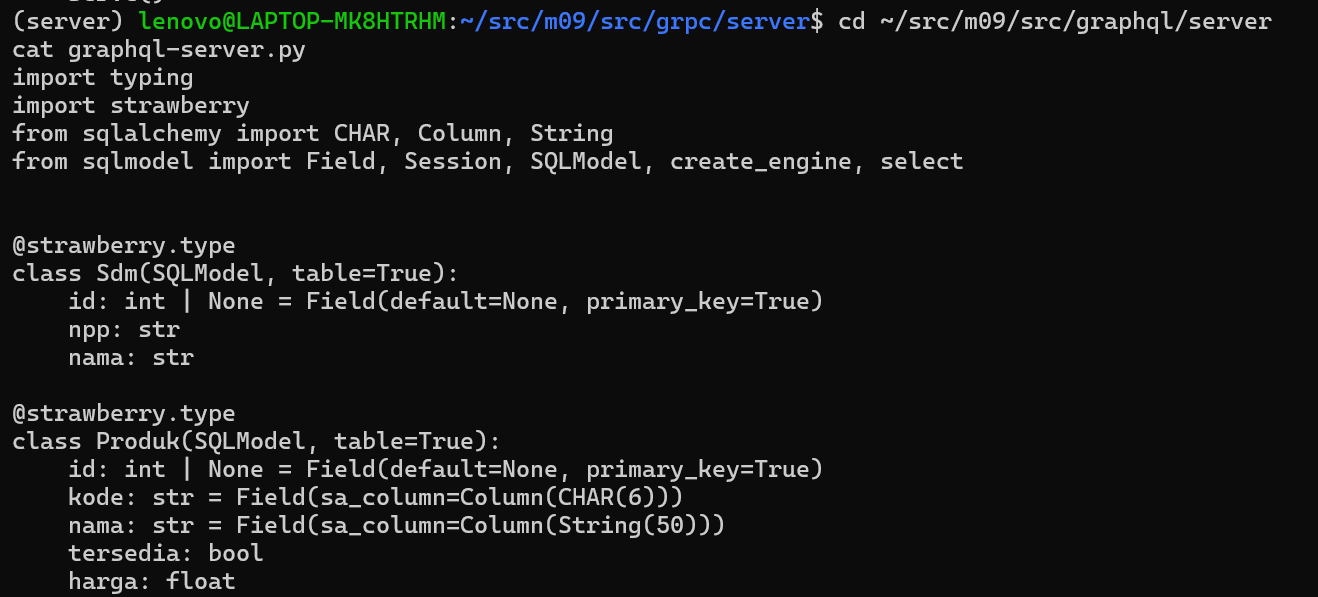 (server) lenovo@LAPTOP-MK8HTRHM:~/src/m09/src/grpc/server$ cd ~/src/m09/src/graphql/server
cat graphql-server.py
import typing
import strawberry
from sqlalchemy import CHAR, Column, String
from sqlmodel import Field, Session, SQLModel, create_engine, select
@strawberry.type
class Sdm(SQLModel, table=True):
    id: int | None = Field(default=None, primary_key=True)
    npp: str
    nama: str
@strawberry.type
class Produk(SQLModel, table=True):
    id: int | None = Field(default=None, primary_key=True)
    kode: str = Field(sa_column=Column(CHAR(6)))
    nama: str = Field(sa_column=Column(String(50)))
    tersedia: bool
    harga: float